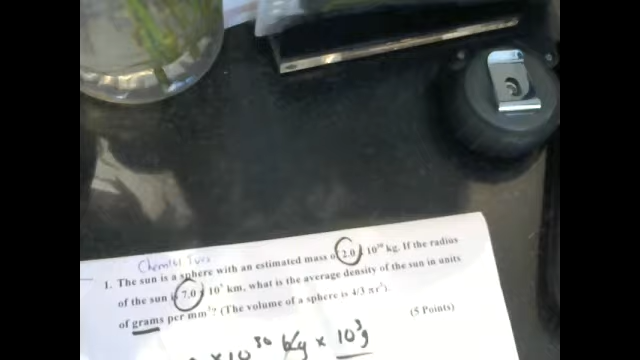 1. The sun is a sphere with an estimated mass of 2.0 x 10³⁰ kg. If the radius
of the sun is 7.0 x 10⁵ km, what is the average density of the sun in units
of grams per mm³? (The volume of a sphere is 4/3 πr³)
(5 Points)
x 10³⁰ kg x 10³g